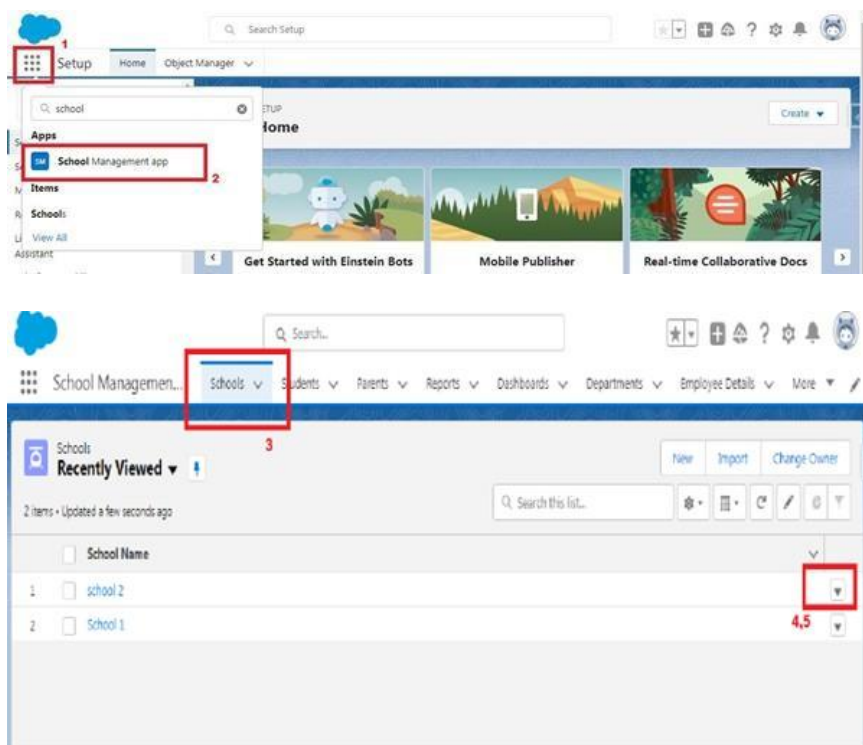 Search Setup
1
Setup Home Object Manager
school
SETUP
Home
Create
Apps
SM School Management app
2
Items
Schools
View All
Assistant
Get Started with Einstein Bots Mobile Publisher Real-time Collaborative Docs
Search...
School Managemen... Schools Students Parents Reports Dashboards Departments Employee Details More
3
Schools
Recently Viewed
New Import Change Owner
2 items • Updated a few seconds ago
Search this list...
School Name
1 school 2
4,5
2 School 1